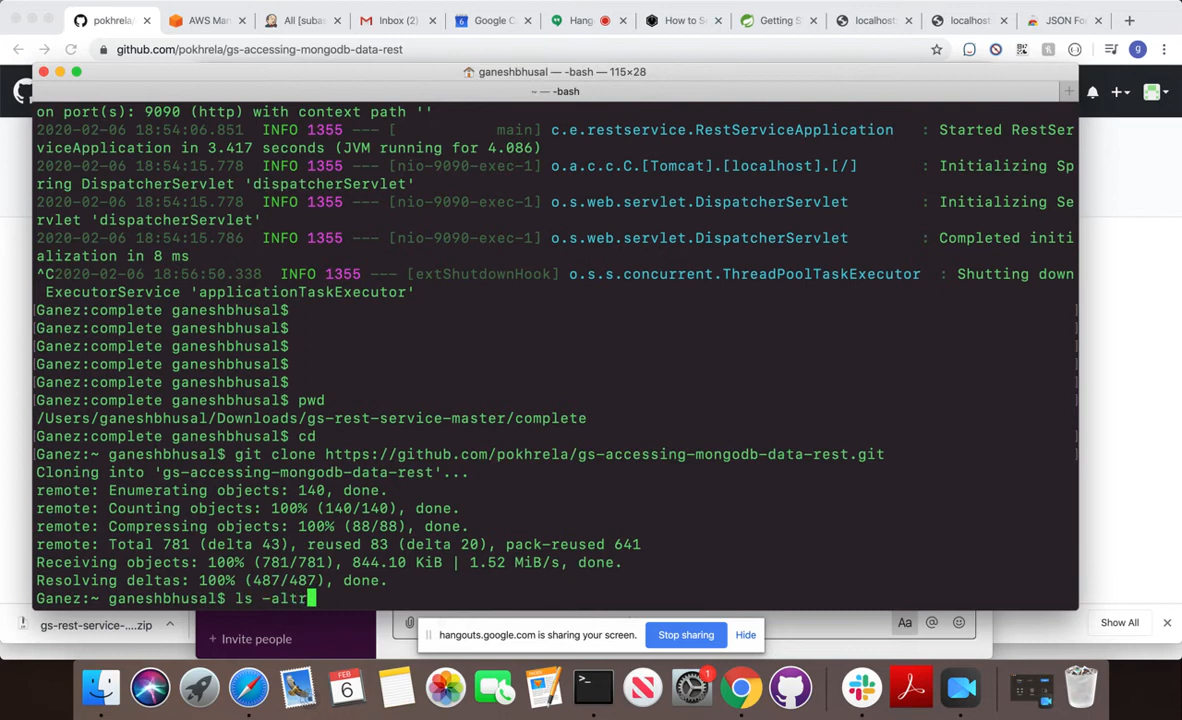 pokhrela/
AWS Man
All [suba
Inbox (2)
Google C
Hang
How to S
Getting S
localhost
localhost
JSON Fo
github.com/pokhrela/gs-accessing-mongodb-data-rest
g
ganeshbhusal — -bash — 115×28
~ — -bash
on port(s): 9090 (http) with context path ''
2020-02-06 18:54:06.851 INFO 1355 --- [ main] c.e.restservice.RestServiceApplication : Started RestSer
viceApplication in 3.417 seconds (JVM running for 4.086)
2020-02-06 18:54:15.778 INFO 1355 --- [nio-9090-exec-1] o.a.c.c.C.[Tomcat].[localhost].[/] : Initializing Sp
ring DispatcherServlet 'dispatcherServlet'
2020-02-06 18:54:15.778 INFO 1355 --- [nio-9090-exec-1] o.s.web.servlet.DispatcherServlet : Initializing Se
rvlet 'dispatcherServlet'
2020-02-06 18:54:15.786 INFO 1355 --- [nio-9090-exec-1] o.s.web.servlet.DispatcherServlet : Completed initi
alization in 8 ms
^C2020-02-06 18:56:50.338 INFO 1355 --- [extShutdownHook] o.s.s.concurrent.ThreadPoolTaskExecutor : Shutting down
ExecutorService 'applicationTaskExecutor'
[Ganez:complete ganeshbhusal$ ]
[Ganez:complete ganeshbhusal$ ]
[Ganez:complete ganeshbhusal$ ]
[Ganez:complete ganeshbhusal$ ]
[Ganez:complete ganeshbhusal$ ]
[Ganez:complete ganeshbhusal$ pwd ]
/Users/ganeshbhusal/Downloads/gs-rest-service-master/complete
[Ganez:complete ganeshbhusal$ cd ]
[Ganez:~ ganeshbhusal$ git clone https://github.com/pokhrela/gs-accessing-mongodb-data-rest.git ]
Cloning into 'gs-accessing-mongodb-data-rest'...
remote: Enumerating objects: 140, done.
remote: Counting objects: 100% (140/140), done.
remote: Compressing objects: 100% (88/88), done.
remote: Total 781 (delta 43), reused 83 (delta 20), pack-reused 641
Receiving objects: 100% (781/781), 844.10 KiB | 1.52 MiB/s, done.
Resolving deltas: 100% (487/487), done.
Ganez:~ ganeshbhusal$ ls -altr
gs-rest-service-....zip
+ Invite people
Aa
Show All
hangouts.google.com is sharing your screen.
Stop sharing
Hide
FEB
6
1